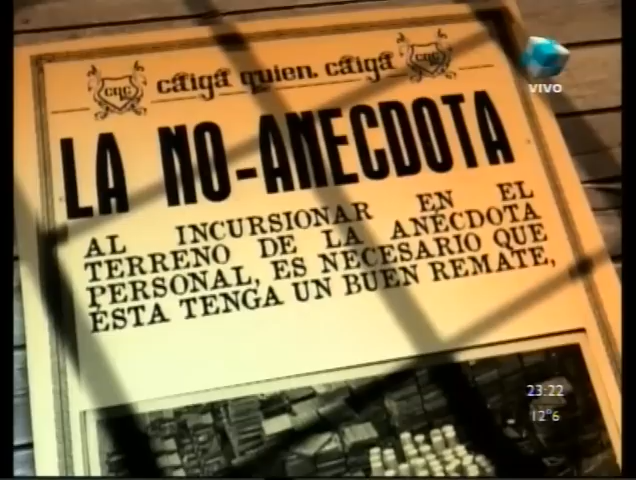 CQC caiga quien caiga CQC
VIVO
LA NO-ANECDOTA
AL INCURSIONAR EN EL
TERRENO DE LA ANÉCDOTA
PERSONAL, ES NECESARIO QUE
ÉSTA TENGA UN BUEN REMATE,
23:22
12°6